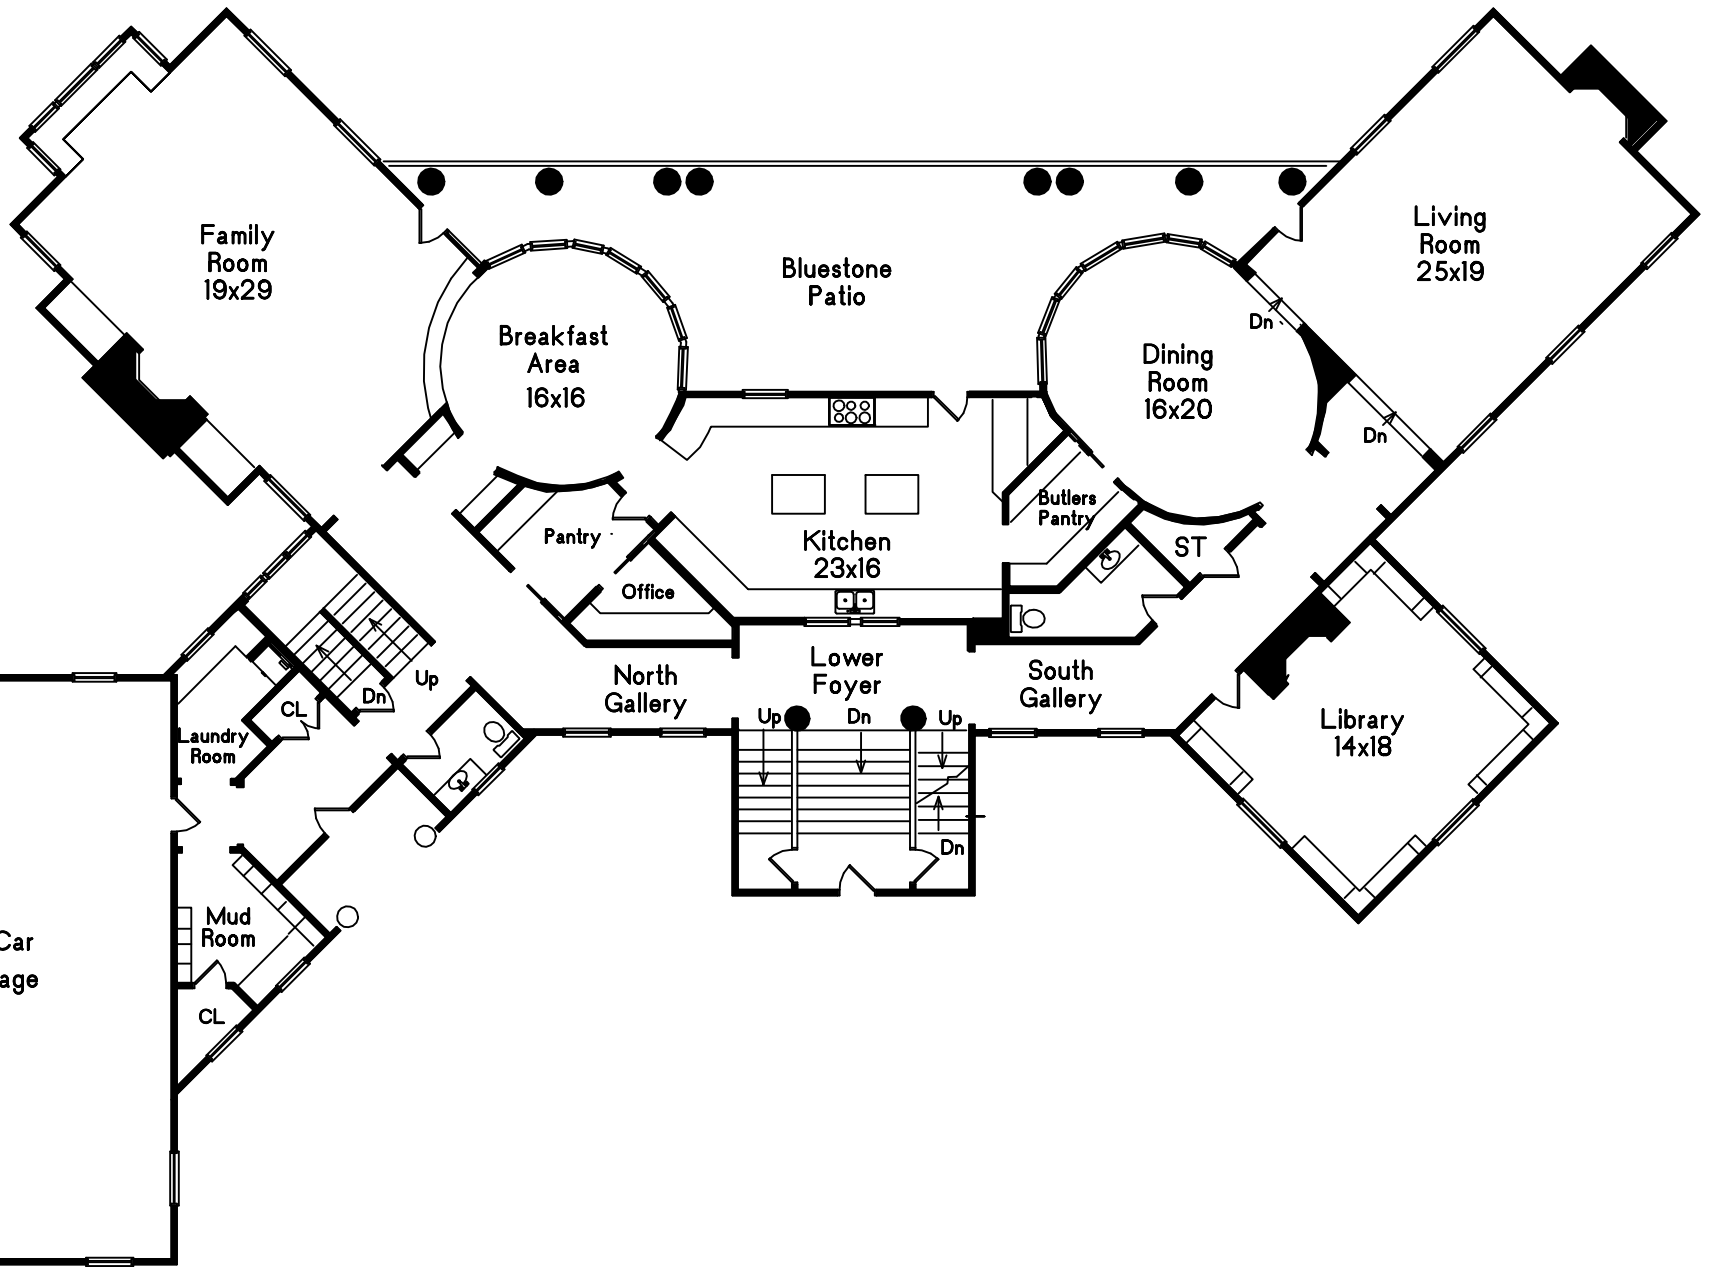 Family
Room
19x29
Living
Room
25x19
Bluestone
Patio
Breakfast
Area
16x16
Dn
Dining
Room
16x20
Dn
Butlers
Pantry
Pantry
Kitchen
23x16
ST
Office
Up
Dn
CL
North
Gallery
Lower
Foyer
South
Gallery
Up
Dn
Up
Library
14x18
Laundry
Room
Dn
Mud
Room
Car
age
CL